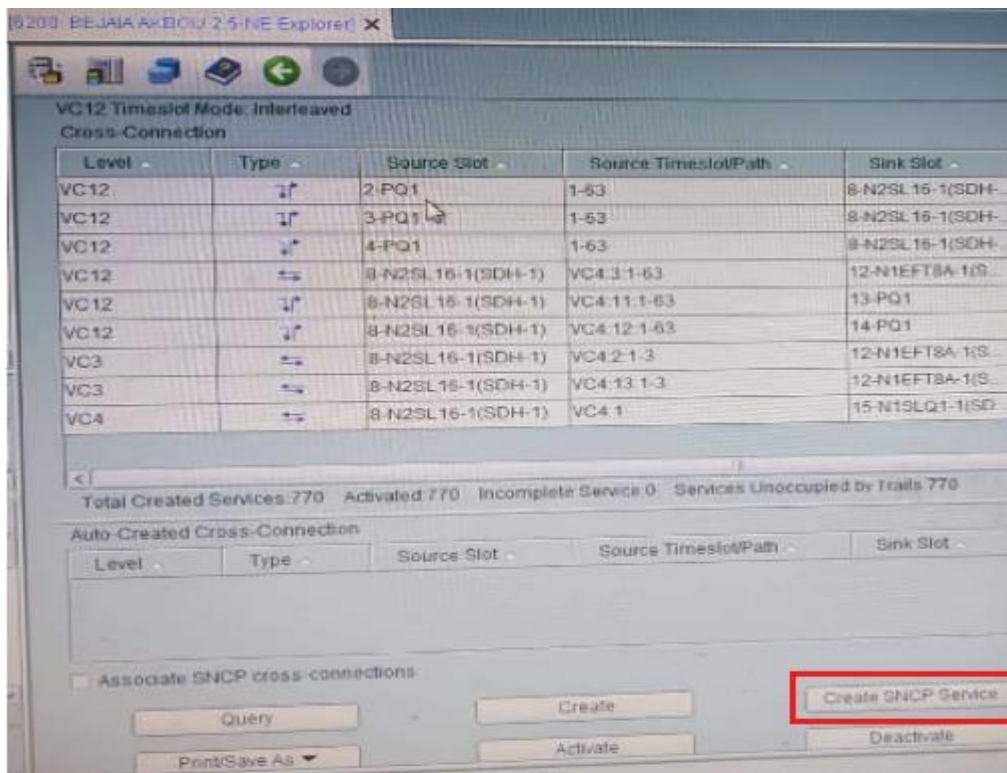 6200 BEJAIA AKBOU 2.5-NE Explorer
VC12 Timeslot Mode: Interleaved
Cross-Connection
Level Type Source Slot Source Timeslot/Path Sink Slot
VC12 2-PQ1 1-63 8-N2SL16-1(SDH-...
VC12 3-PQ1 1-63 8-N2SL16-1(SDH-...
VC12 4-PQ1 1-63 8-N2SL16-1(SDH-...
VC12 8-N2SL16-1(SDH-1) VC4:3:1-63 12-N1EFT8A-1(S...
VC12 8-N2SL16-1(SDH-1) VC4:11:1-63 13-PQ1
VC12 8-N2SL16-1(SDH-1) VC4:12:1-63 14-PQ1
VC3 8-N2SL16-1(SDH-1) VC4:2:1-3 12-N1EFT8A-1(S...
VC3 8-N2SL16-1(SDH-1) VC4:13:1-3 12-N1EFT8A-1(S...
VC4 8-N2SL16-1(SDH-1) VC4:1 15-N1SLQ1-1(SD...
Total Created Services:770 Activated:770 Incomplete Service:0 Services Unoccupied by Trails:770
Auto-Created Cross-Connection
Level Type Source Slot Source Timeslot/Path Sink Slot
Associate SNCP cross-connections
Query Create Create SNCP Service
Print/Save As Activate Deactivate